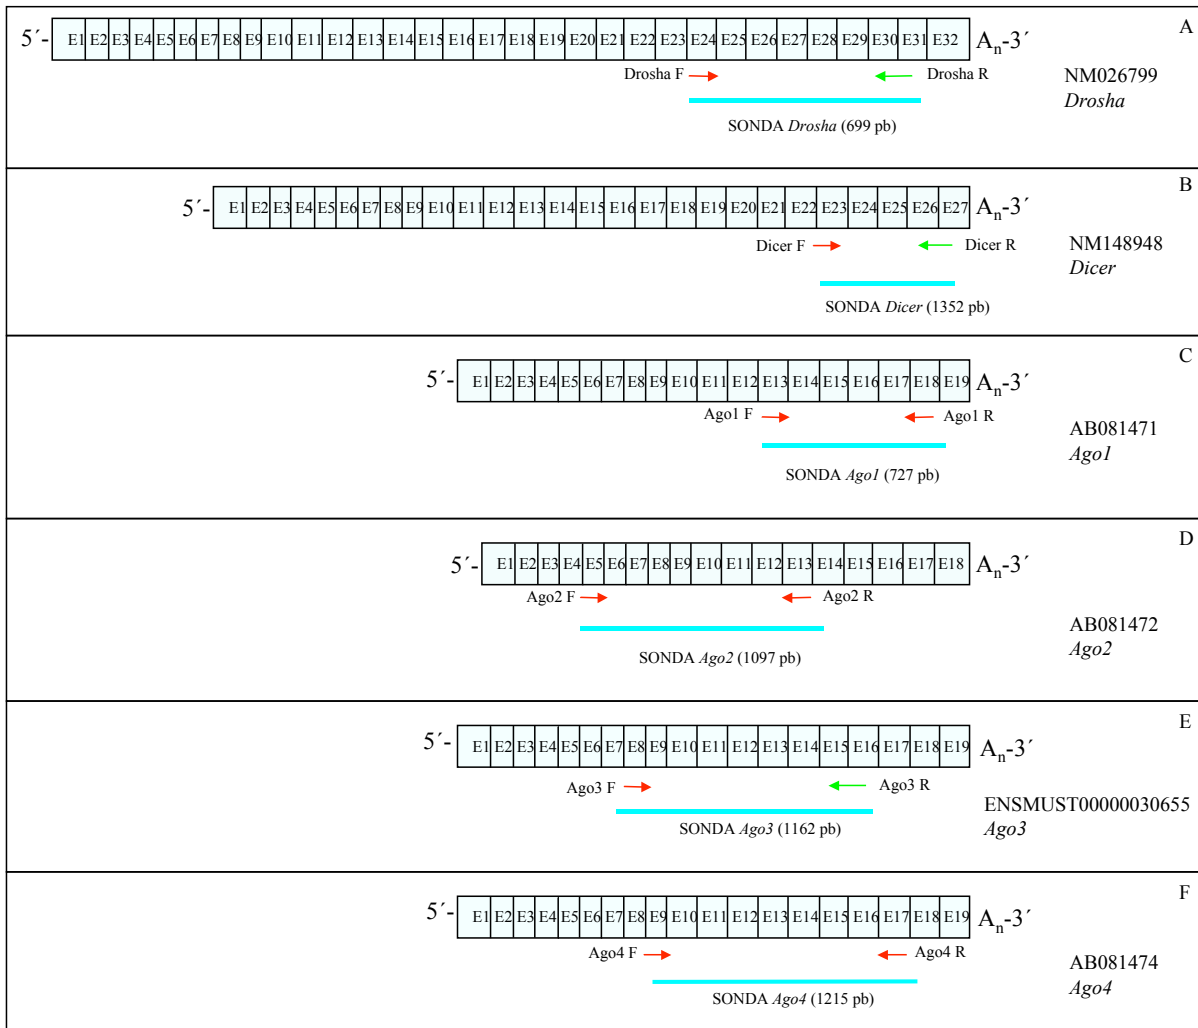 A
5´- E1 E2 E3 E4 E5 E6 E7 E8 E9 E10 E11 E12 E13 E14 E15 E16 E17 E18 E19 E20 E21 E22 E23 E24 E25 E26 E27 E28 E29 E30 E31 E32 An-3´
Drosha F Drosha R
NM026799
Drosha
SONDA Drosha (699 pb)
B
5´- E1 E2 E3 E4 E5 E6 E7 E8 E9 E10 E11 E12 E13 E14 E15 E16 E17 E18 E19 E20 E21 E22 E23 E24 E25 E26 E27 An-3´
Dicer F Dicer R
NM148948
Dicer
SONDA Dicer (1352 pb)
C
5´- E1 E2 E3 E4 E5 E6 E7 E8 E9 E10 E11 E12 E13 E14 E15 E16 E17 E18 E19 An-3´
Ago1 F Ago1 R
AB081471
Ago1
SONDA Ago1 (727 pb)
D
5´- E1 E2 E3 E4 E5 E6 E7 E8 E9 E10 E11 E12 E13 E14 E15 E16 E17 E18 An-3´
Ago2 F Ago2 R
AB081472
Ago2
SONDA Ago2 (1097 pb)
E
5´- E1 E2 E3 E4 E5 E6 E7 E8 E9 E10 E11 E12 E13 E14 E15 E16 E17 E18 E19 An-3´
Ago3 F Ago3 R
ENSMUST00000030655
Ago3
SONDA Ago3 (1162 pb)
F
5´- E1 E2 E3 E4 E5 E6 E7 E8 E9 E10 E11 E12 E13 E14 E15 E16 E17 E18 E19 An-3´
Ago4 F Ago4 R
AB081474
Ago4
SONDA Ago4 (1215 pb)